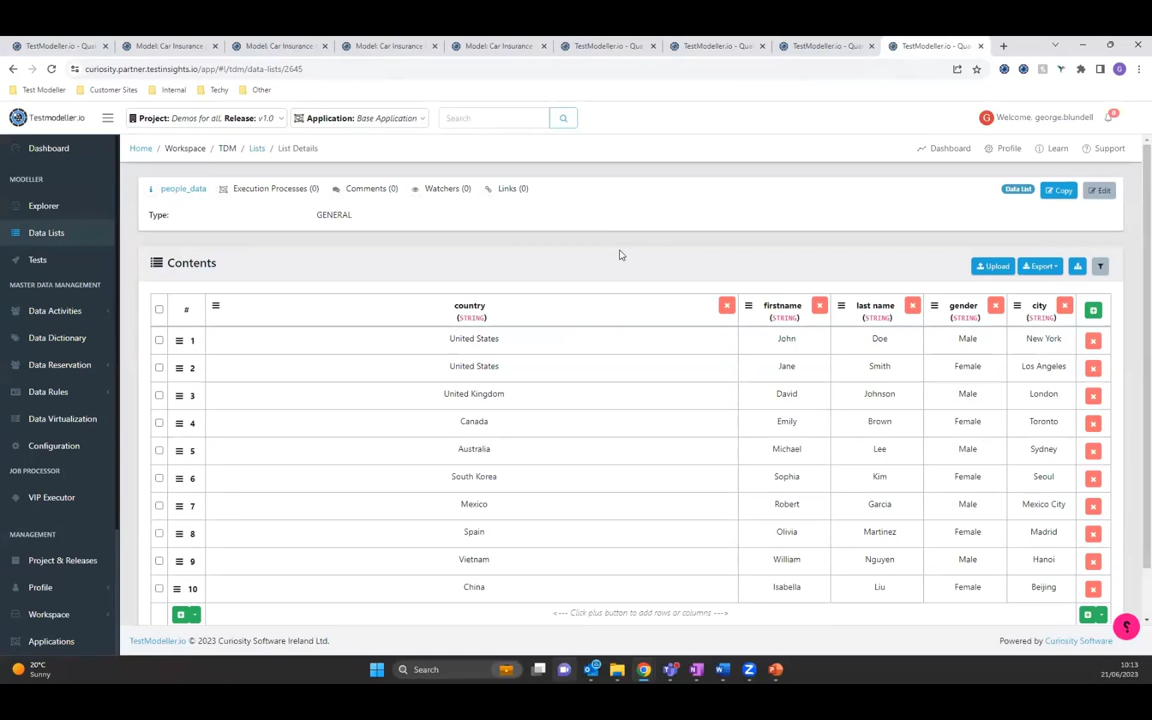 TestModeller.io - Qua
Model: Car Insurance
Model: Car Insurance
Model: Car Insurance
Model: Car Insurance
TestModeller.io - Qu
TestModeller.io - Qu
TestModeller.io - Qu
TestModeller.io - Qu
curiosity.partner.testinsights.io/app/#!/tdm/data-lists/2645
G
Test Modeller
Customer Sites
Internal
Techy
Other
Testmodeller.io
Project: Demos for all, Release: v1.0
Application: Base Application
Search
G Welcome, george.blundell
0
Dashboard
Home / Workspace / TDM / Lists / List Details
Dashboard
Profile
Learn
Support
MODELLER
Explorer
Data Lists
Tests
MASTER DATA MANAGEMENT
Data Activities
Data Dictionary
Data Reservation
Data Rules
Data Virtualization
Configuration
JOB PROCESSOR
VIP Executor
MANAGEMENT
Project & Releases
Profile
Workspace
Applications
people_data
Execution Processes (0)
Comments (0)
Watchers (0)
Links (0)
Data List
Copy
Edit
Type: GENERAL
Contents
Upload
Export
# country firstname last name gender city
(STRING) (STRING) (STRING) (STRING) (STRING)
1 United States John Doe Male New York
2 United States Jane Smith Female Los Angeles
3 United Kingdom David Johnson Male London
4 Canada Emily Brown Female Toronto
5 Australia Michael Lee Male Sydney
6 South Korea Sophia Kim Female Seoul
7 Mexico Robert Garcia Male Mexico City
8 Spain Olivia Martinez Female Madrid
9 Vietnam William Nguyen Male Hanoi
10 China Isabella Liu Female Beijing
<--- Click plus button to add rows or columns --->
TestModeller.io © 2023 Curiosity Software Ireland Ltd.
Powered by Curiosity Software
20°C
Sunny
Search
10:13
21/06/2023